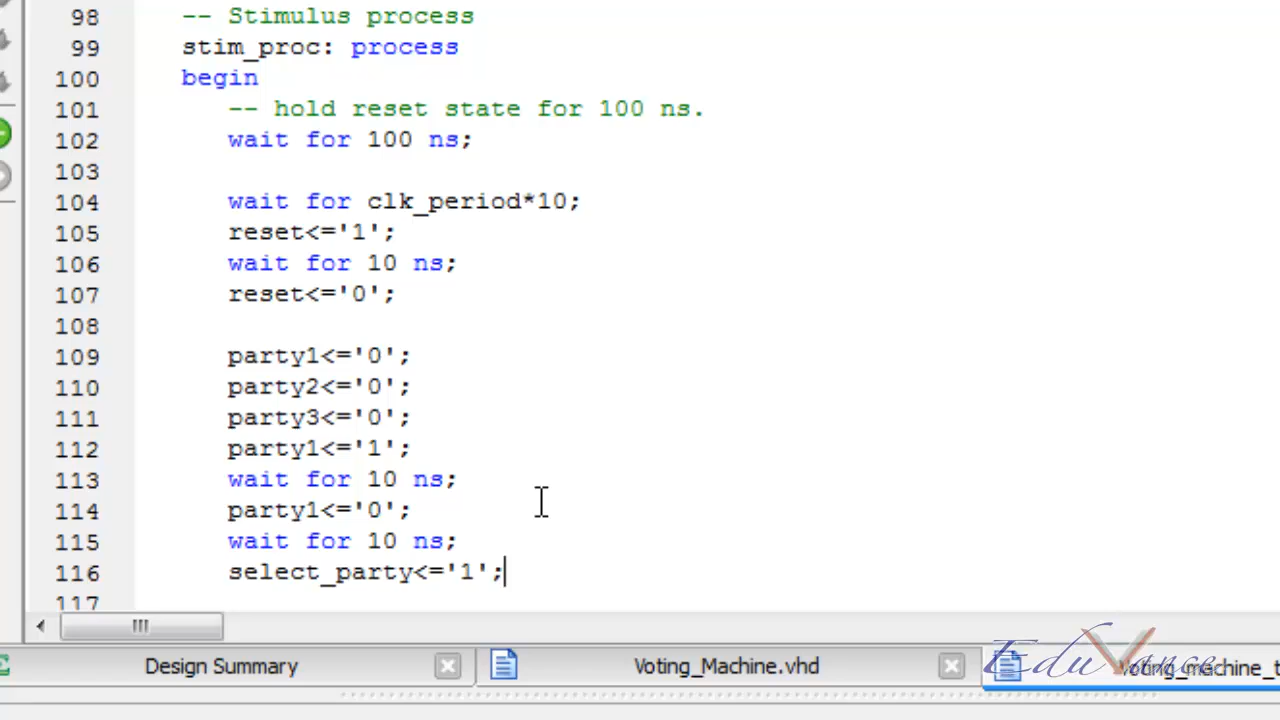 98 -- Stimulus process
99 stim_proc: process
100 begin
101 -- hold reset state for 100 ns.
102 wait for 100 ns;
103
104 wait for clk_period*10;
105 reset<='1';
106 wait for 10 ns;
107 reset<='0';
108
109 party1<='0';
110 party2<='0';
111 party3<='0';
112 party1<='1';
113 wait for 10 ns;
114 party1<='0';
115 wait for 10 ns;
116 select_party<='1';
117
Design Summary
Voting_Machine.vhd
Voting_machine_t
EduVance